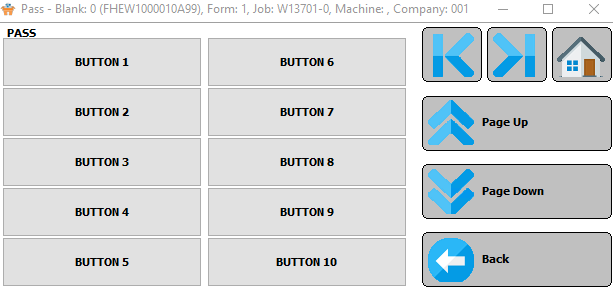 Pass - Blank: 0 (FHEW1000010A99), Form: 1, Job: W13701-0, Machine: , Company: 001
PASS
BUTTON 1
BUTTON 2
BUTTON 3
BUTTON 4
BUTTON 5
BUTTON 6
BUTTON 7
BUTTON 8
BUTTON 9
BUTTON 10
Page Up
Page Down
Back